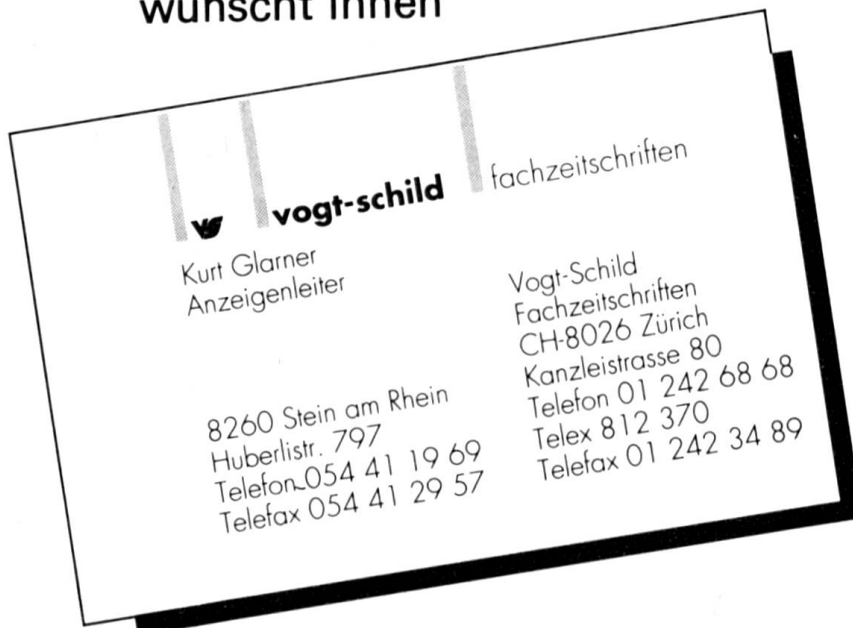 wünscht Ihnen
vs vogt-schild fachzeitschriften
Kurt Glarner
Anzeigenleiter
8260 Stein am Rhein
Huberlistr. 797
Telefon 054 41 19 69
Telefax 054 41 29 57
Vogt-Schild
Fachzeitschriften
CH-8026 Zürich
Kanzleistrasse 80
Telefon 01 242 68 68
Telex 812 370
Telefax 01 242 34 89